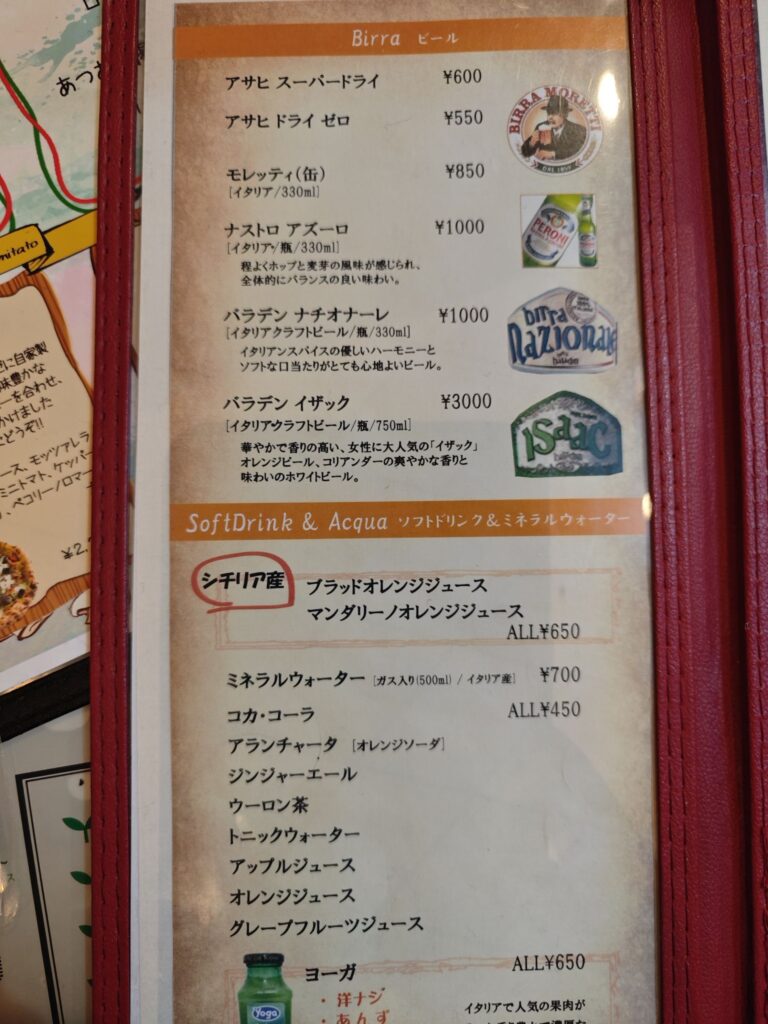 Birra ビール
アサヒ スーパードライ ¥600
アサヒ ドライ ゼロ ¥550
BIRRA MORETTI
モレッティ(缶) ¥850
[イタリア/330ml]
ナストロ アズーロ ¥1000
[イタリア/瓶/330ml]
程よくホップと麦芽の風味が感じられ、
全体的にバランスの良い味わい。
PERONI
バラデン ナチオナーレ ¥1000
[イタリアクラフトビール/瓶/330ml]
イタリアンスパイスの優しいハーモニーと
ソフトな口当たりがとても心地よいビール。
birra
nazionale
バラデン イザック ¥3000
[イタリアクラフトビール/瓶/750ml]
華やかで香りの高い、女性に大人気の「イザック」
オレンジピール、コリアンダーの爽やかな香りと
味わいのホワイトビール。
ISaaC
SoftDrink & Acqua ソフトドリンク&ミネラルウォーター
シチリア産
ブラッドオレンジジュース
マンダリーノオレンジジュース
ALL¥650
ミネラルウォーター [ガス入り(500ml) / イタリア産] ¥700
コカ・コーラ ALL¥450
アランチャータ [オレンジソーダ]
ジンジャーエール
ウーロン茶
トニックウォーター
アップルジュース
オレンジジュース
グレープフルーツジュース
ヨーガ ALL¥650
Yoga
・洋ナシ
・あんず
イタリアで人気の果肉が